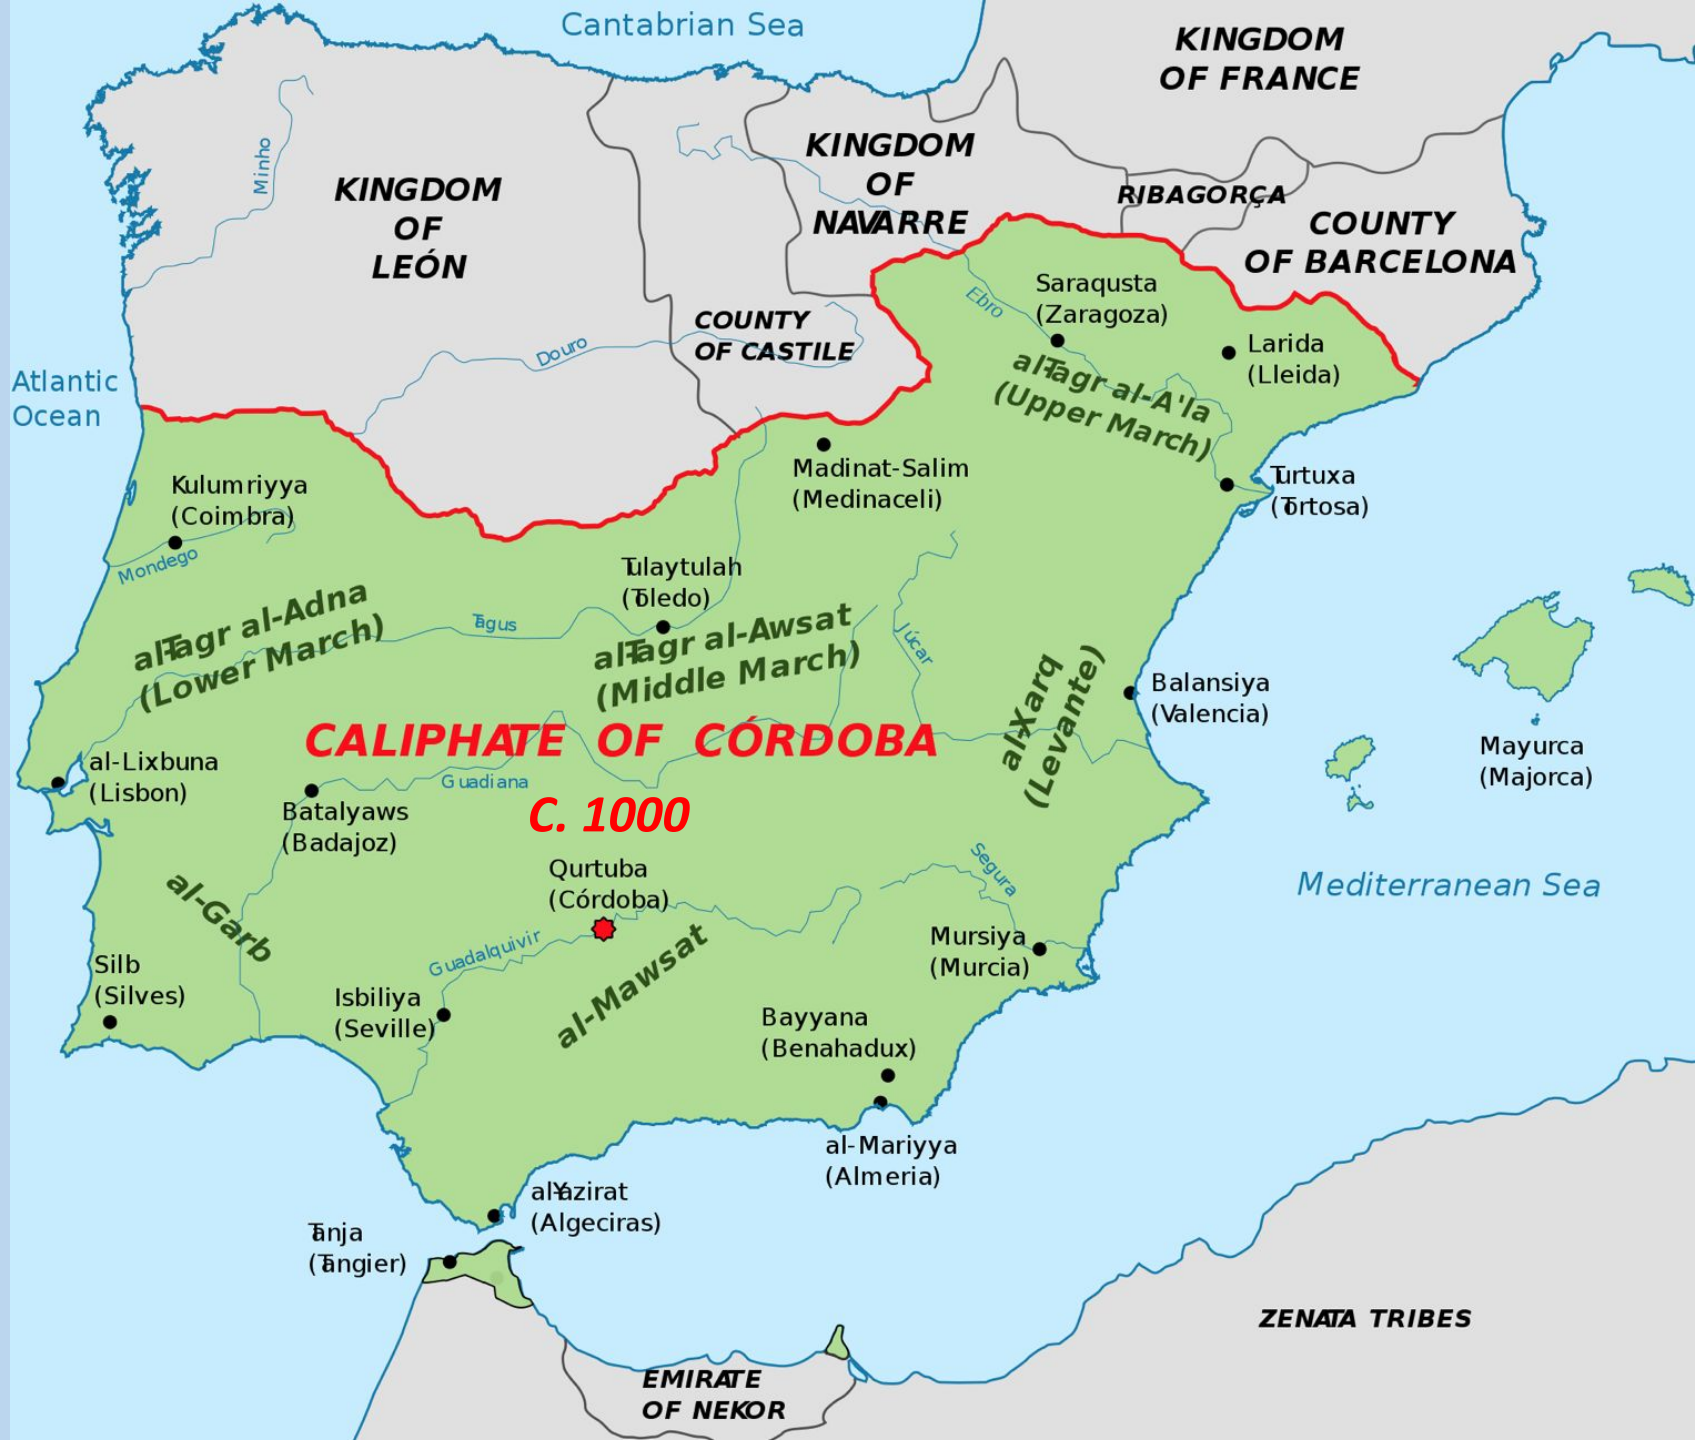 Cantabrian Sea
KINGDOM
OF FRANCE
KINGDOM
OF
NAVARRE
Minho
KINGDOM
OF
LEÓN
RIBAGORÇA
COUNTY
OF BARCELONA
Saraqusta
(Zaragoza)
Ebro
COUNTY
OF CASTILE
Douro
Larida
(Lleida)
Atlantic
Ocean
al-Tagr al-A'la
(Upper March)
Madinat-Salim
(Medinaceli)
Turtuxa
(Tortosa)
Kulumriyya
(Coimbra)
Mondego
Tulaytulah
(Toledo)
al-Tagr al-Adna
(Lower March)
Tagus
al-Tagr al-Awsat
(Middle March)
Júcar
al-Xarq
(Levante)
Balansiya
(Valencia)
CALIPHATE OF CÓRDOBA
Mayurca
(Majorca)
al-Lixbuna
(Lisbon)
Guadiana
Batalyaws
(Badajoz)
C. 1000
Qurtuba
(Córdoba)
Segura
Mediterranean Sea
al-Garb
Guadalquivir
al-Mawsat
Mursiya
(Murcia)
Silb
(Silves)
Isbiliya
(Seville)
Bayyana
(Benahadux)
al-Mariyya
(Almeria)
al-Yazirat
(Algeciras)
Tanja
(Tangier)
ZENATA TRIBES
EMIRATE
OF NEKOR